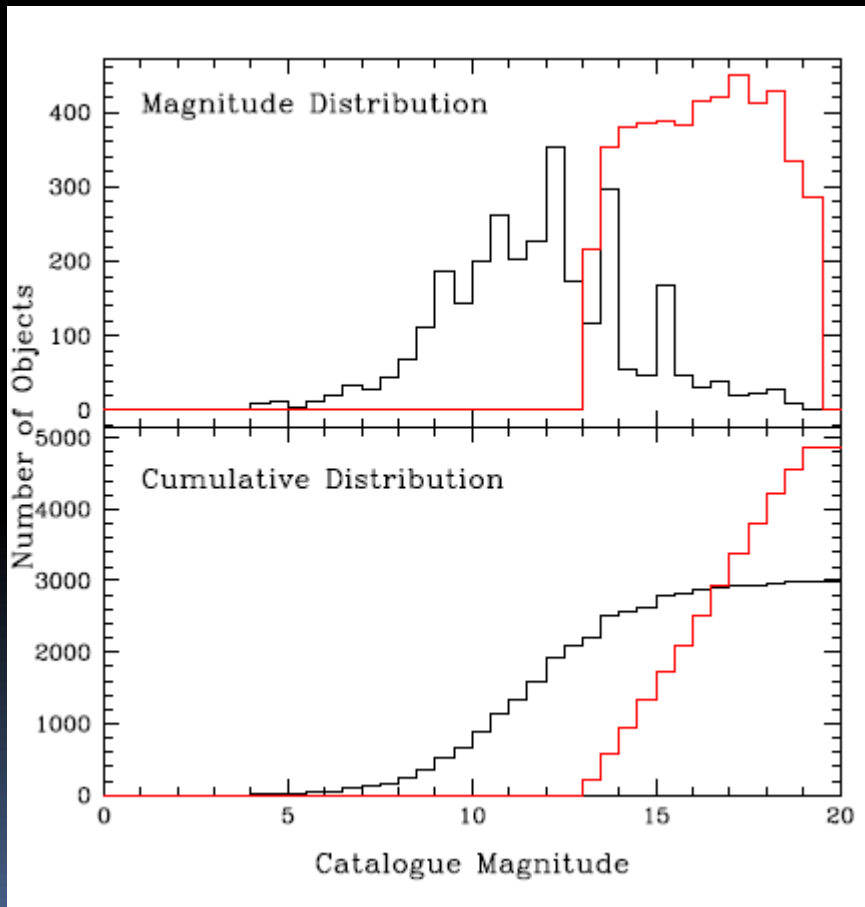 Magnitude Distribution
400
300
200
100
0
Number of Objects
Cumulative Distribution
5000
4000
3000
2000
1000
0
0 5 10 15 20
Catalogue Magnitude